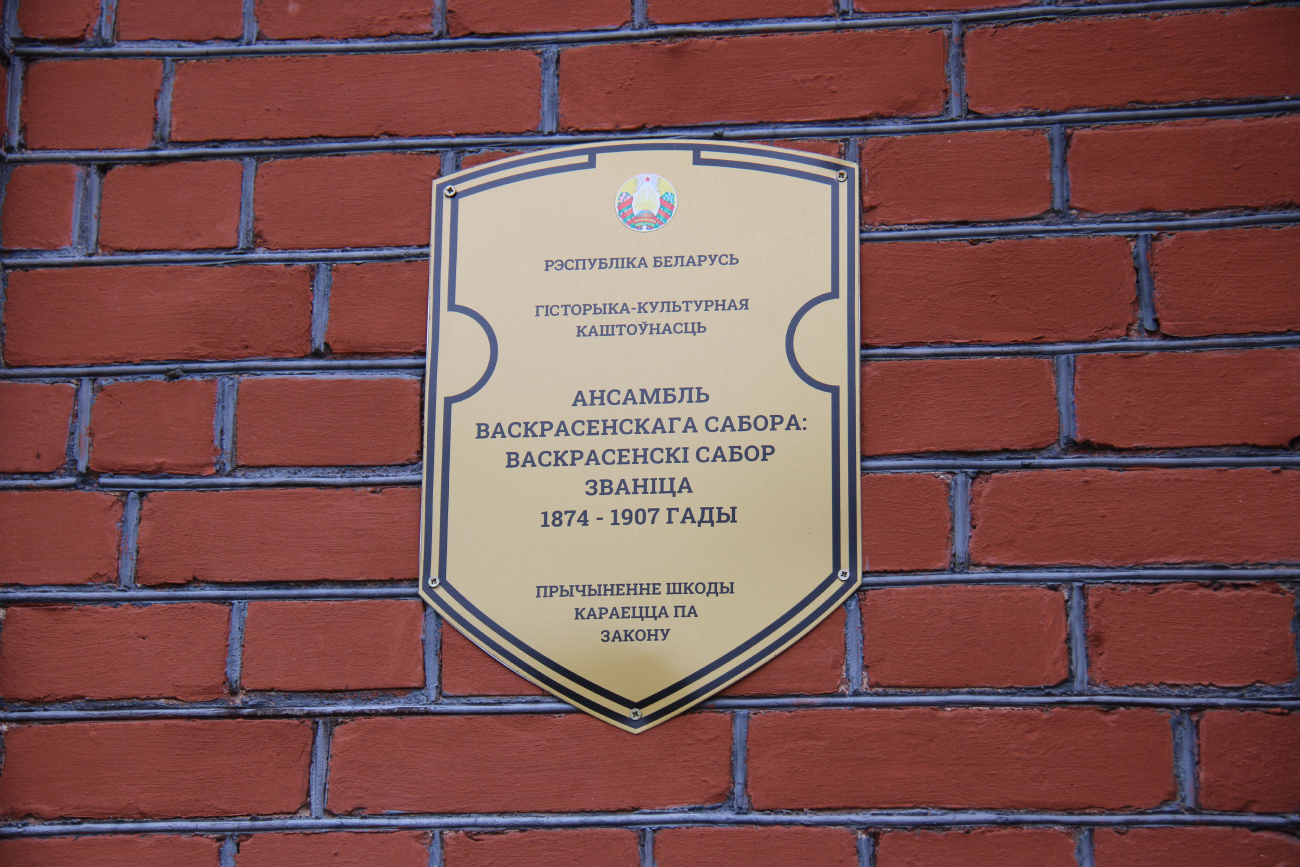 РЭСПУБЛІКА БЕЛАРУСЬ
ГІСТОРЫКА-КУЛЬТУРНАЯ
КАШТОЎНАСЦЬ
АНСАМБЛЬ
ВАСКРАСЕНСКАГА САБОРА:
ВАСКРАСЕНСКІ САБОР
ЗВАНІЦА
1874 - 1907 ГАДЫ
ПРЫЧЫНЕННЕ ШКОДЫ
КАРАЕЦЦА ПА
ЗАКОНУ